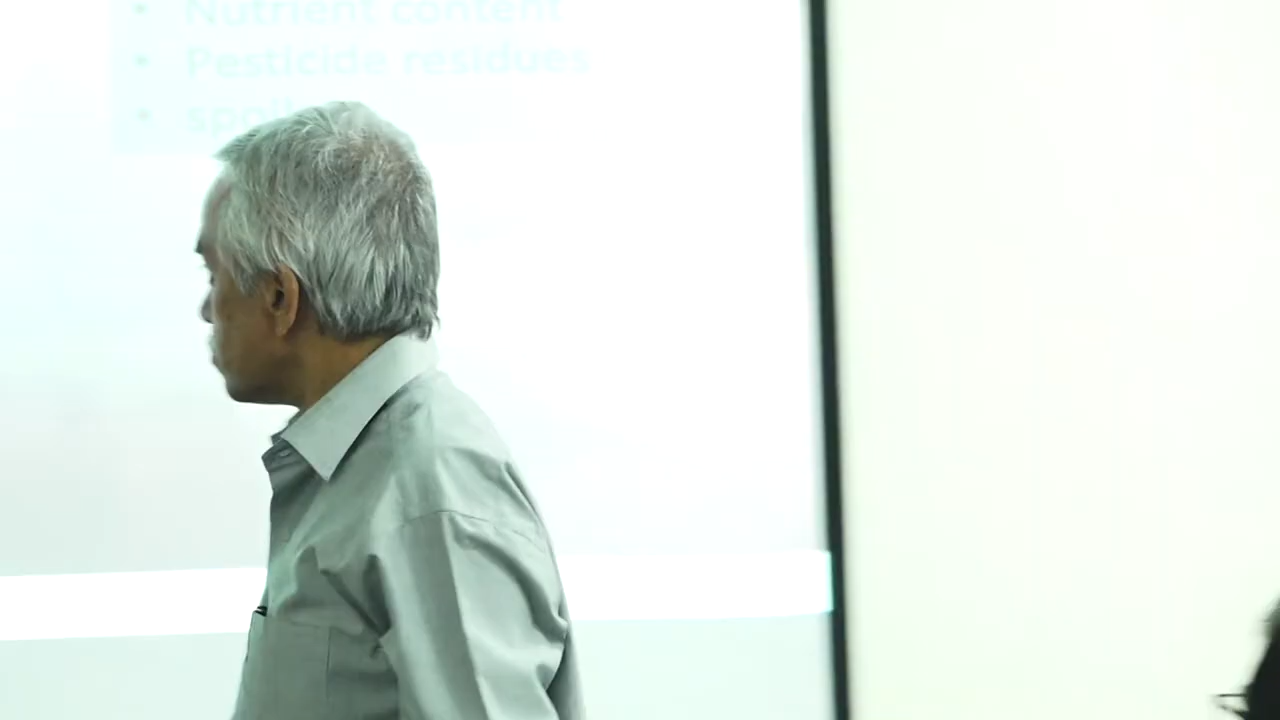 • Nutrient content
• Pesticide residues
•